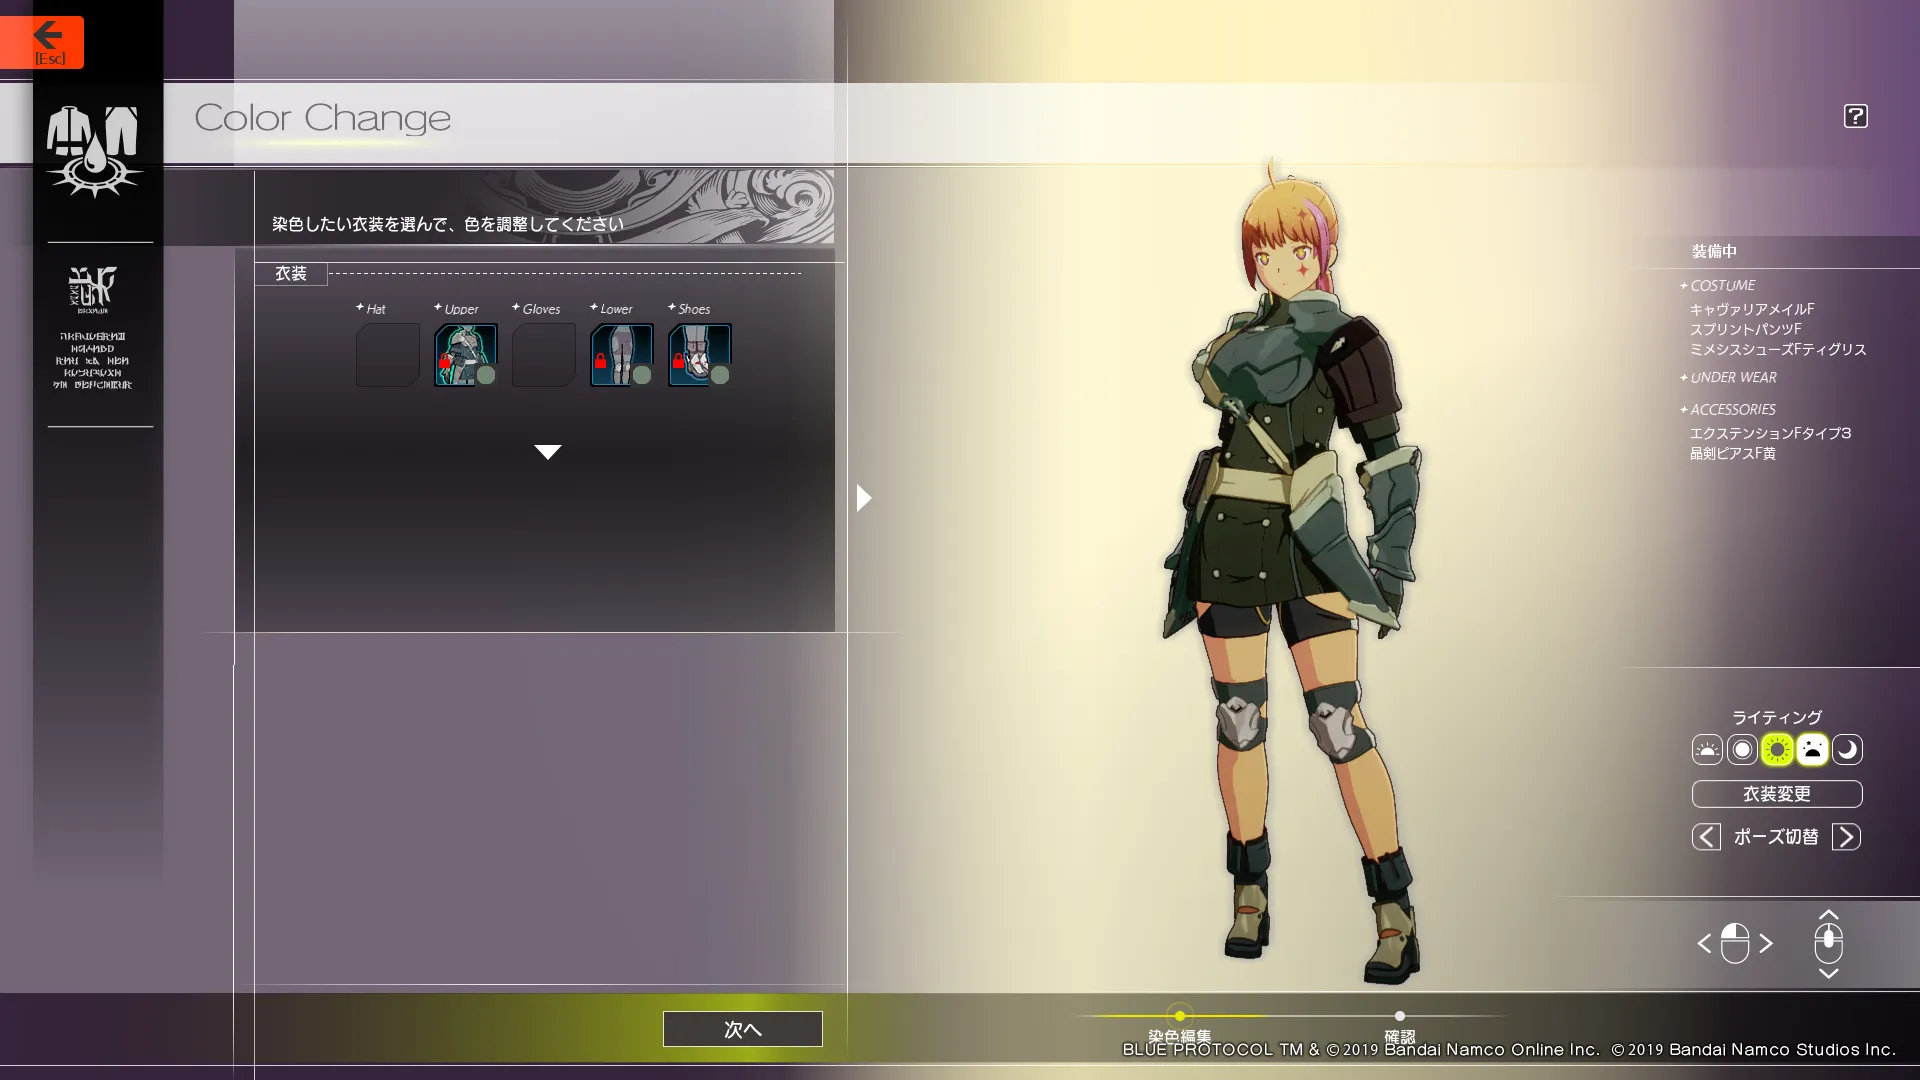 [Esc]
Color Change
?
染色したい衣装を選んで、色を調整してください
衣装
Hat
Upper
Gloves
Lower
Shoes
装備中
COSTUME
キャヴァリアメイルF
スプリントパンツF
ミメシスシューズFティグリス
UNDER WEAR
ACCESSORIES
エクステンションFタイプ3
晶剣ピアスF黄
ライティング
衣装変更
ポーズ切替
次へ
染色編集
確認
BLUE PROTOCOL TM & ©2019 Bandai Namco Online Inc. ©2019 Bandai Namco Studios Inc.